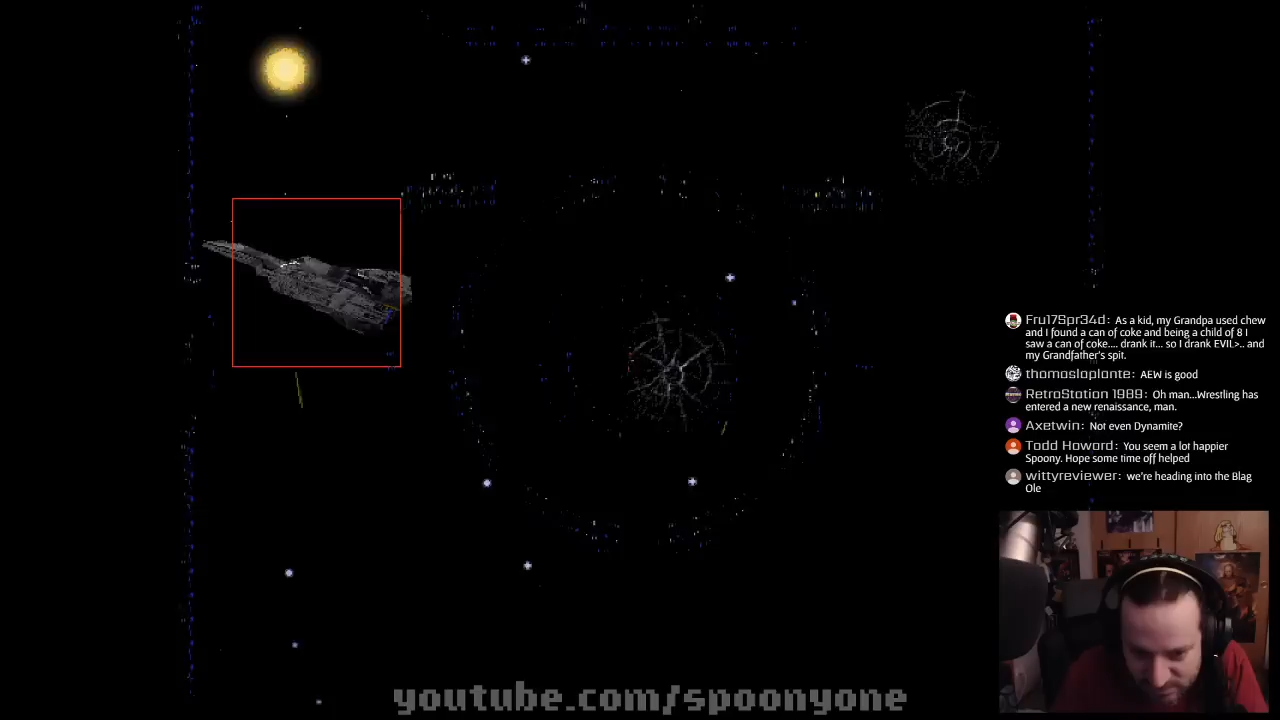 Fru17Spr34d: As a kid, my Grandpa used chew
and I found a can of coke and being a child of 8 I
saw a can of coke.... drank it... so I drank EVIL>.. and
my Grandfather's spit.
thomaslaplante: AEW is good
RetroStation 1989: Oh man...Wrestling has
entered a new renaissance, man.
Axetwin: Not even Dynamite?
Todd Howard: You seem a lot happier
Spoony. Hope some time off helped
wittyreviewer: we're heading into the Blag
Ole
youtube.com/spoonyone